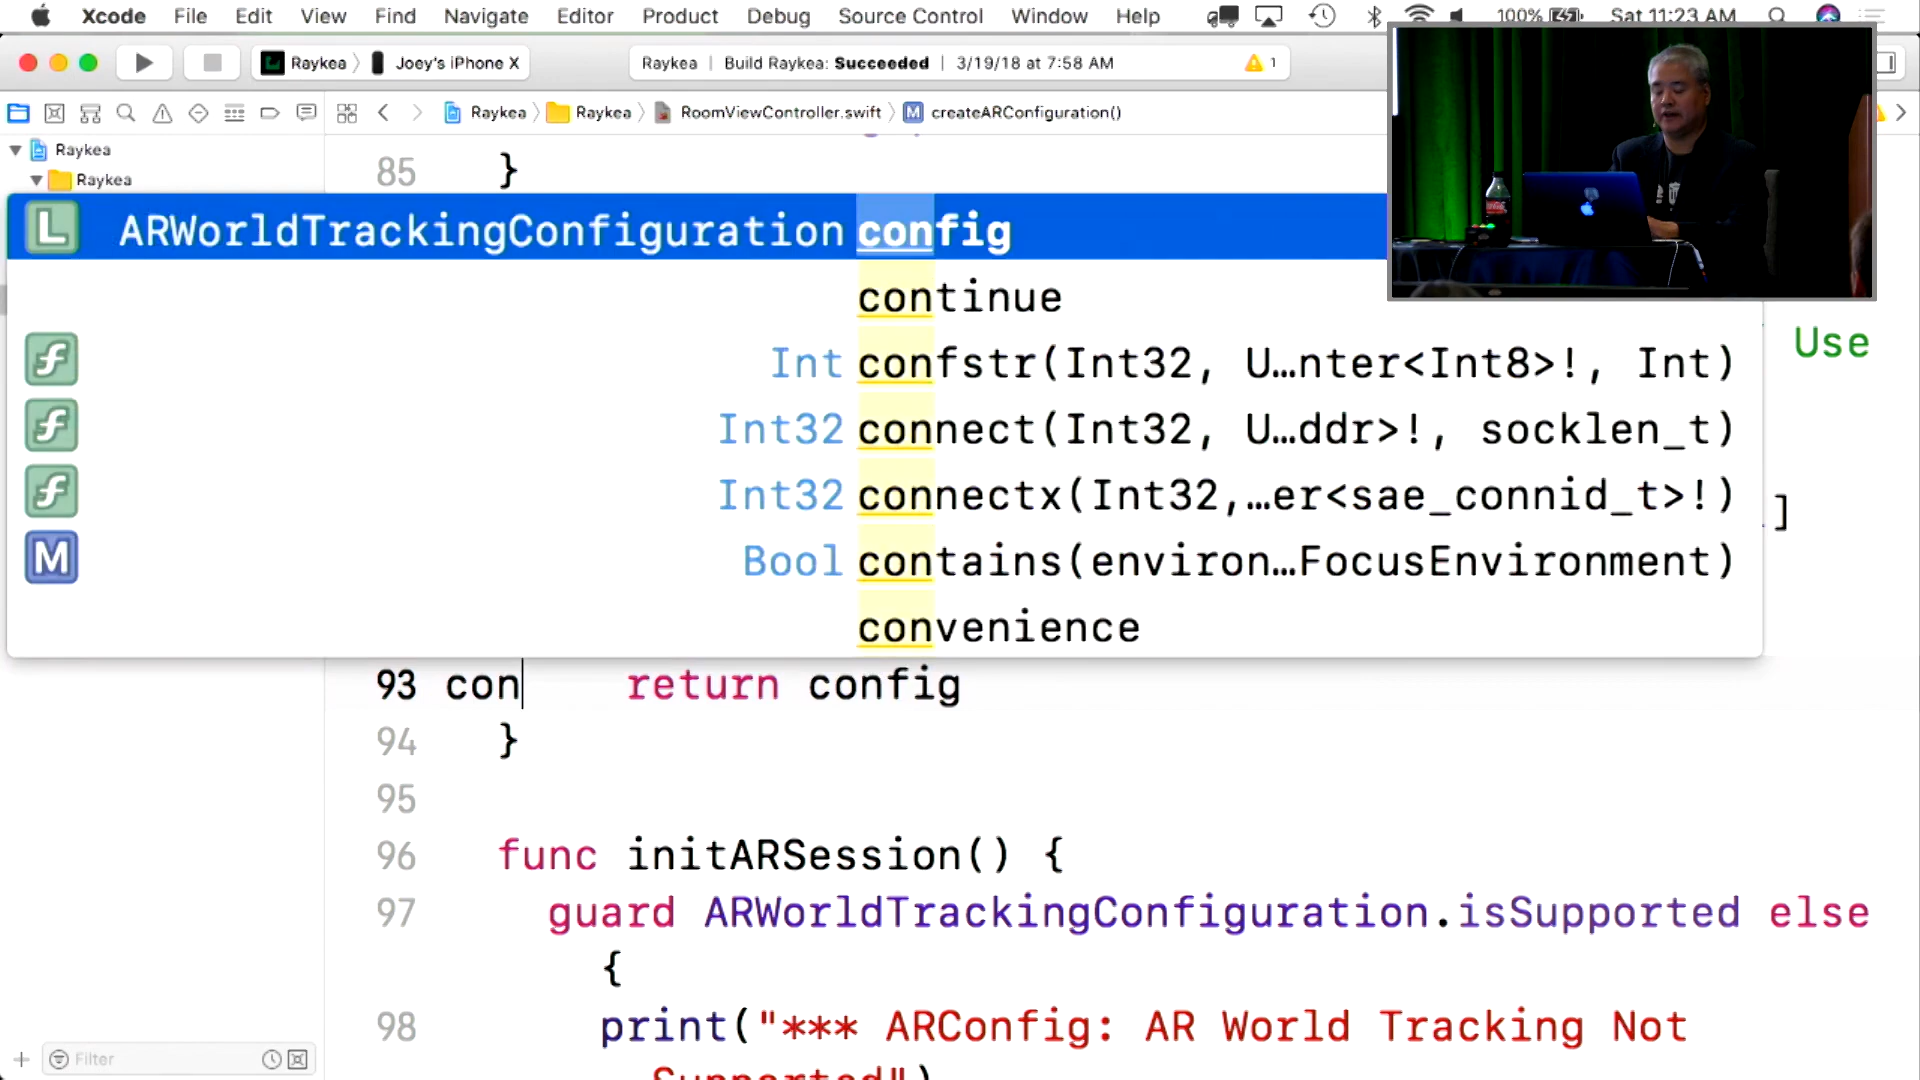 Xcode File Edit View Find Navigate Editor Product Debug Source Control Window Help 100% Sat 11:23 AM
Raykea Joey's iPhone X Raykea | Build Raykea: Succeeded | 3/19/18 at 7:58 AM 1
Raykea Raykea RoomViewController.swift M createARConfiguration()
Raykea
Raykea
85 }
L ARWorldTrackingConfiguration config
continue
Use
f Int confstr(Int32, U…nter<Int8>!, Int)
f Int32 connect(Int32, U…ddr>!, socklen_t)
f Int32 connectx(Int32,…er<sae_connid_t>!)
]
M Bool contains(environ…FocusEnvironment)
convenience
93 con return config
94 }
95
96 func initARSession() {
97 guard ARWorldTrackingConfiguration.isSupported else
{
98 print("*** ARConfig: AR World Tracking Not
Supported")
Filter